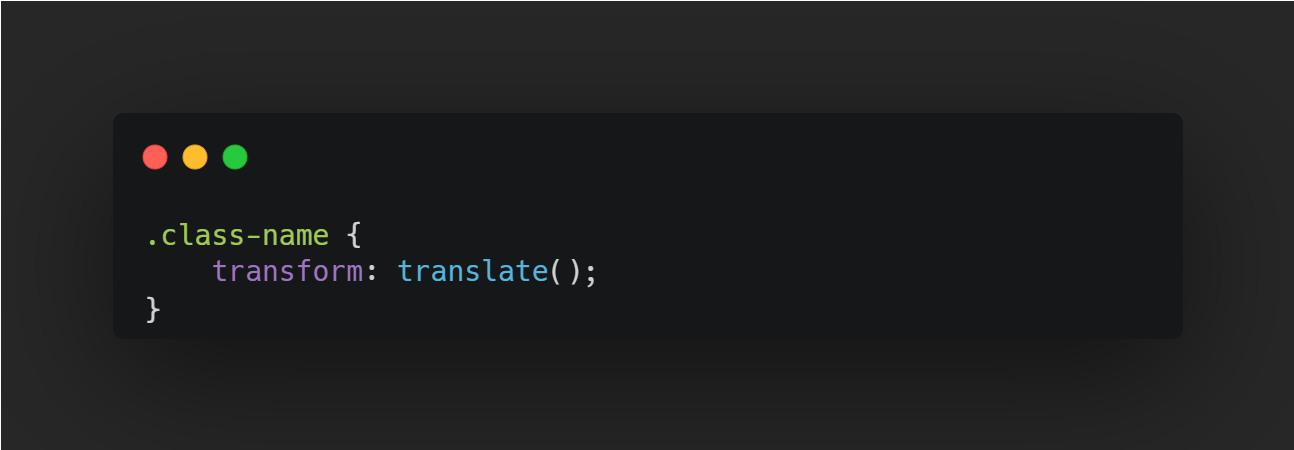 .class-name {
    transform: translate();
}